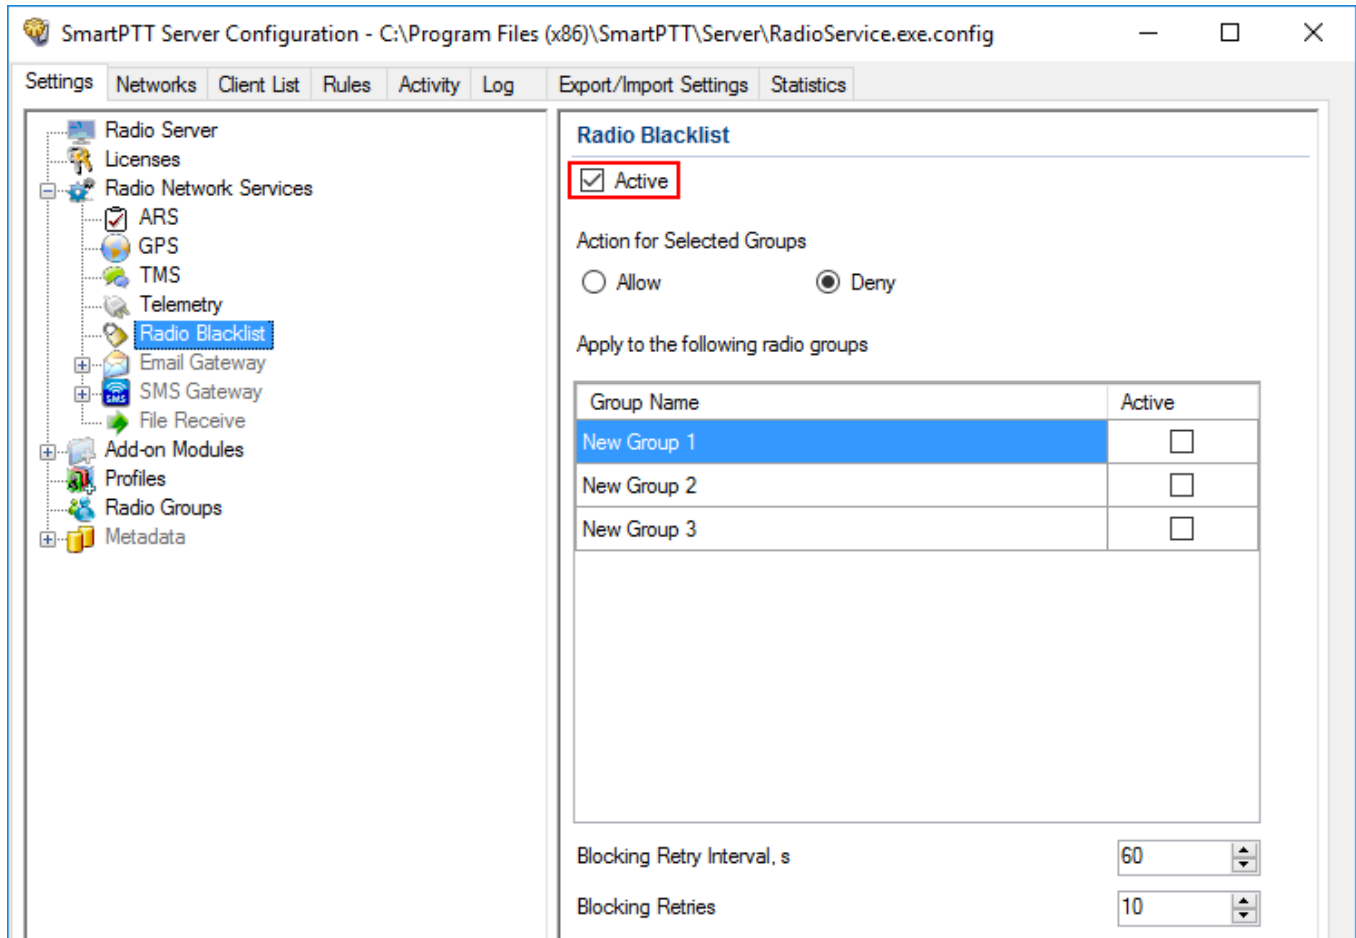 SmartPTT Server Configuration - C:\Program Files (x86)\SmartPTT\Server\RadioService.exe.config
Settings Networks Client List Rules Activity Log Export/Import Settings Statistics
Radio Server
Licenses
Radio Network Services
ARS
GPS
TMS
Telemetry
Radio Blacklist
Email Gateway
SMS Gateway
File Receive
Add-on Modules
Profiles
Radio Groups
Metadata
Radio Blacklist
Active
Action for Selected Groups
Allow Deny
Apply to the following radio groups
Group Name Active
New Group 1
New Group 2
New Group 3
Blocking Retry Interval, s 60
Blocking Retries 10